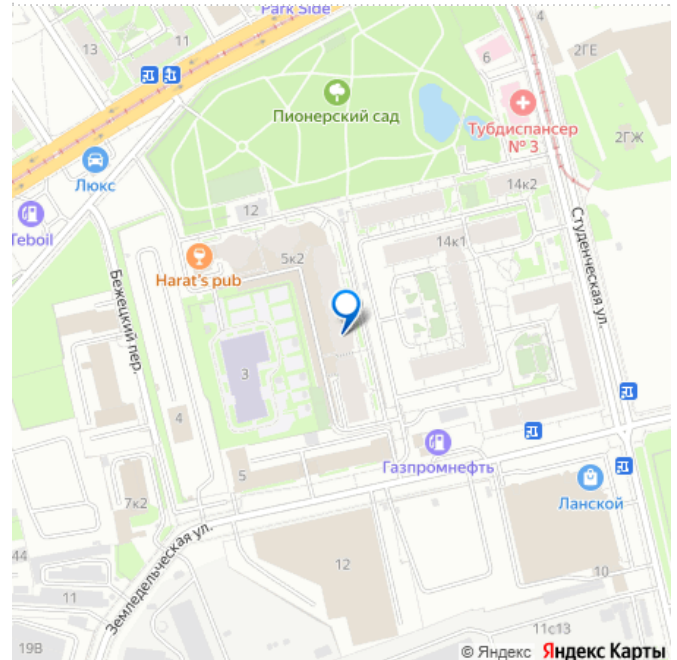 Park Side
4
13
11
6
2ГЕ
Пионерский сад
Тубдиспансер
№ 3
2ГЖ
Люкс
14к2
Teboil
12
Студенческая ул.
14к1
5к2
Harat's pub
Бежецкий пер.
3
4
Газпромнефть
5
Ланской
7к2
Земледельческая ул.
44
12
10
11
11с13
19В
© Яндекс Яндекс Карты